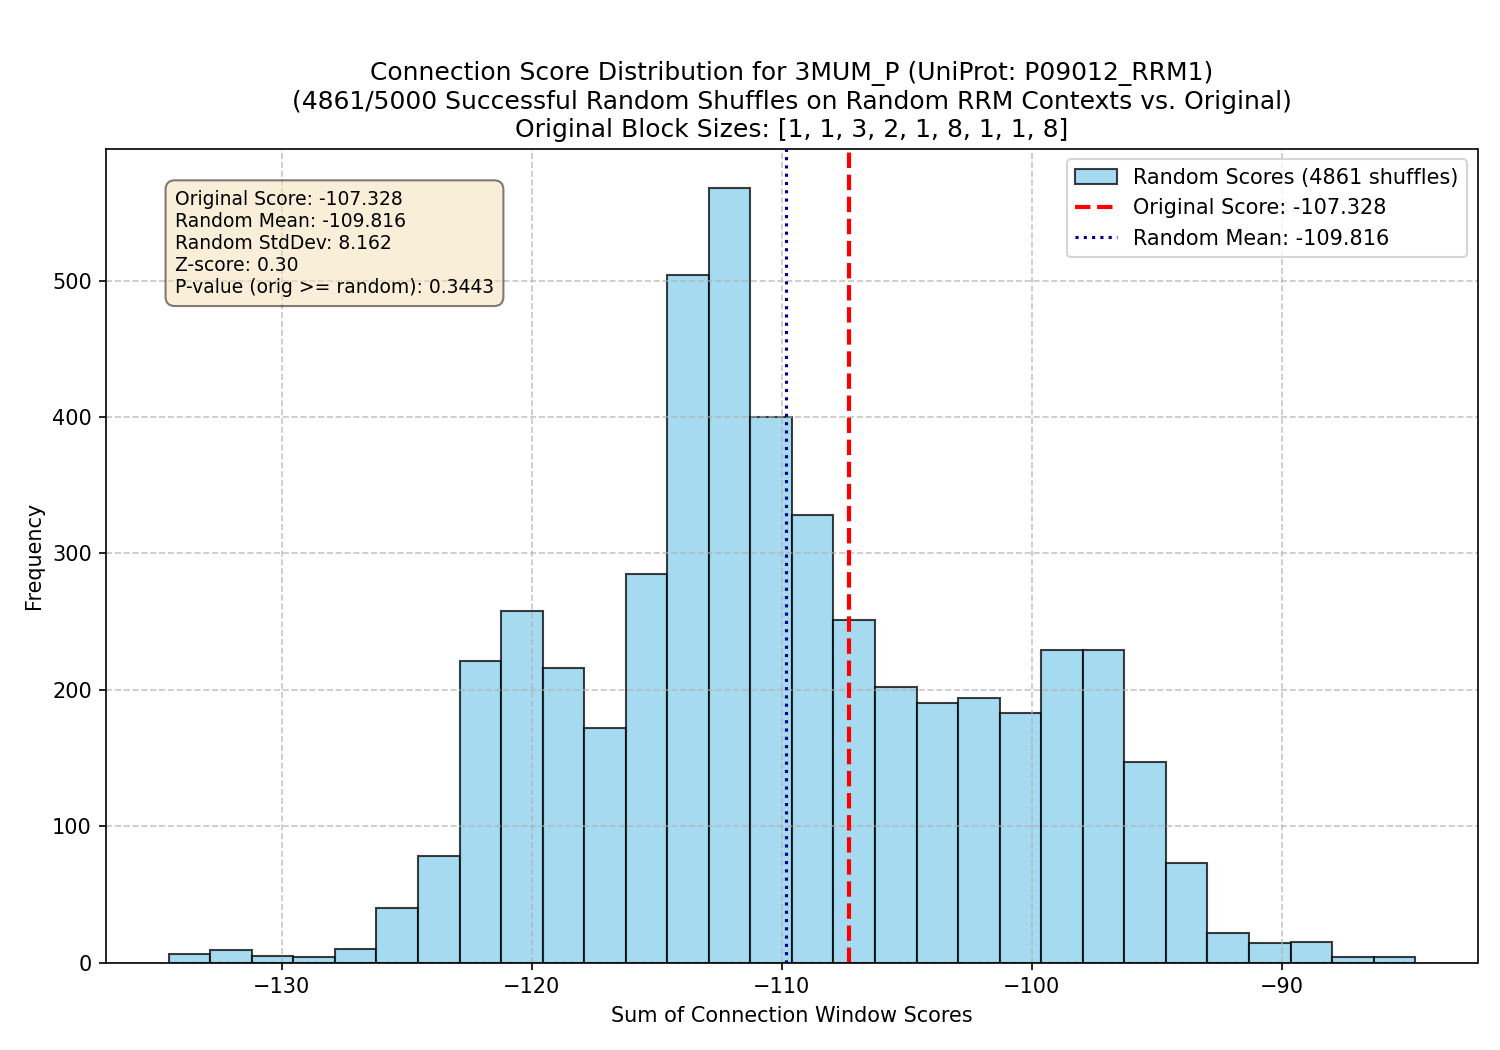 Connection Score Distribution for 3MUM_P (UniProt: P09012_RRM1)
(4861/5000 Successful Random Shuffles on Random RRM Contexts vs. Original)
Original Block Sizes: [1, 1, 3, 2, 1, 8, 1, 1, 8]
Original Score: -107.328
Random Mean: -109.816
Random StdDev: 8.162
Z-score: 0.30
P-value (orig >= random): 0.3443
Random Scores (4861 shuffles)
Original Score: -107.328
Random Mean: -109.816
Frequency
500
400
300
200
100
0
−130
−120
−110
−100
−90
Sum of Connection Window Scores